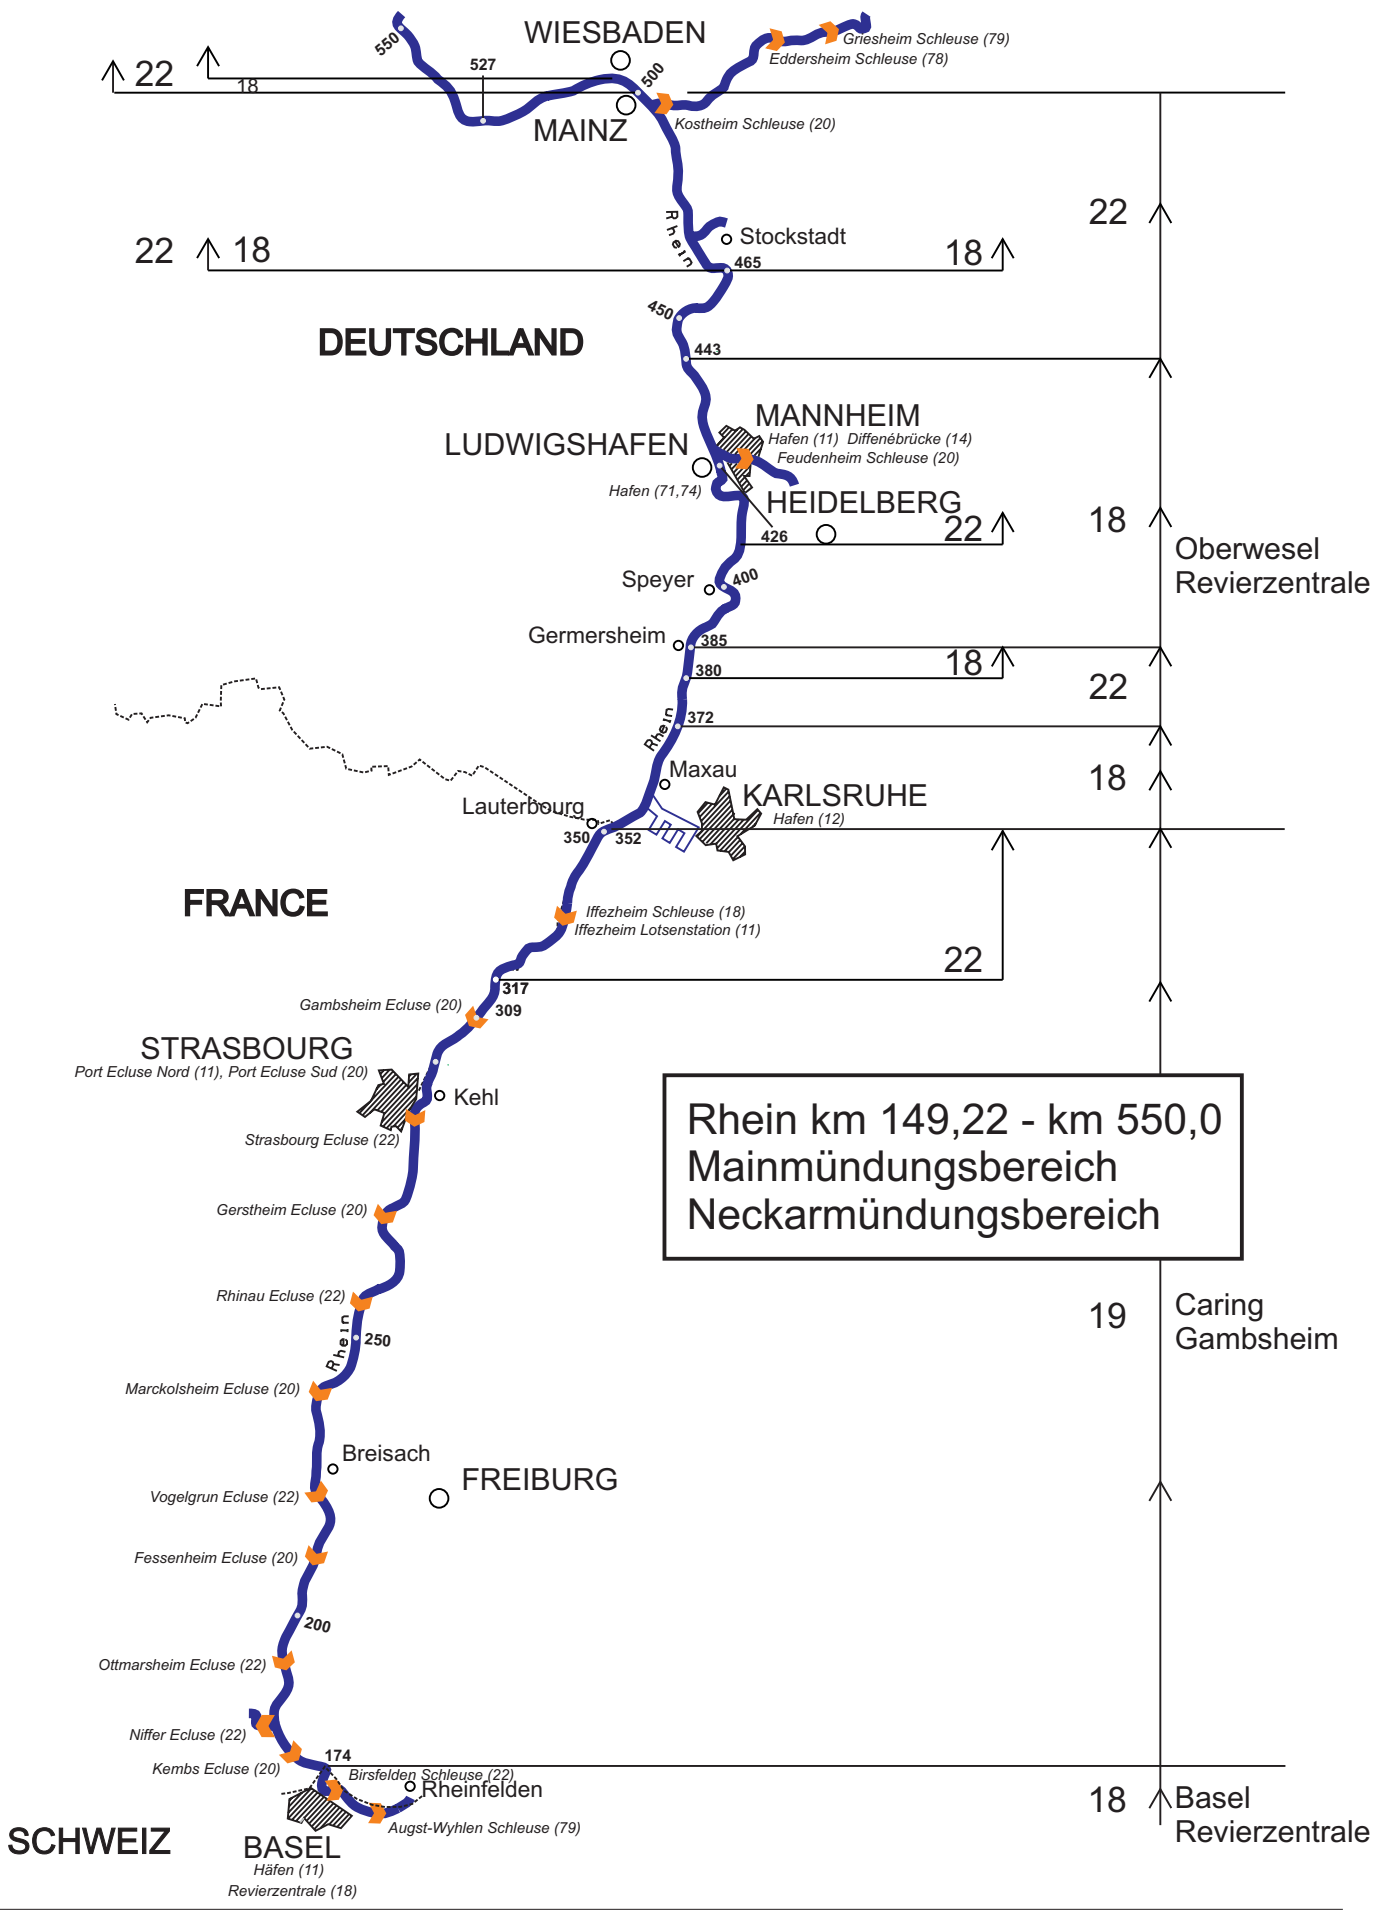 WIESBADEN
550
527
500
22
18
Griesheim Schleuse (79)
Eddersheim Schleuse (78)
MAINZ
Kostheim Schleuse (20)
22
Rhein
Stockstadt
22
18
465
18
450
DEUTSCHLAND
443
MANNHEIM
Hafen (11) Diffenébrücke (14)
LUDWIGSHAFEN
Feudenheim Schleuse (20)
Hafen (71,74)
HEIDELBERG
426
22
18
Oberwesel
Revierzentrale
Speyer
400
Germersheim
385
380
18
22
Rhein
372
Maxau
18
KARLSRUHE
Hafen (12)
Lauterbourg
350
352
FRANCE
Iffezheim Schleuse (18)
Iffezheim Lotsenstation (11)
22
317
Gambsheim Ecluse (20)
309
STRASBOURG
Port Ecluse Nord (11), Port Ecluse Sud (20)
Kehl
Strasbourg Ecluse (22)
Rhein km 149,22 - km 550,0
Mainmündungsbereich
Neckarmündungsbereich
Gerstheim Ecluse (20)
Rhinau Ecluse (22)
19
Caring
Gambsheim
Rhein
250
Marckolsheim Ecluse (20)
Breisach
FREIBURG
Vogelgrun Ecluse (22)
Fessenheim Ecluse (20)
200
Ottmarsheim Ecluse (22)
Niffer Ecluse (22)
174
Kembs Ecluse (20)
Birsfelden Schleuse (22)
Rheinfelden
18
Basel
Revierzentrale
Augst-Wyhlen Schleuse (79)
SCHWEIZ
BASEL
Häfen (11)
Revierzentrale (18)